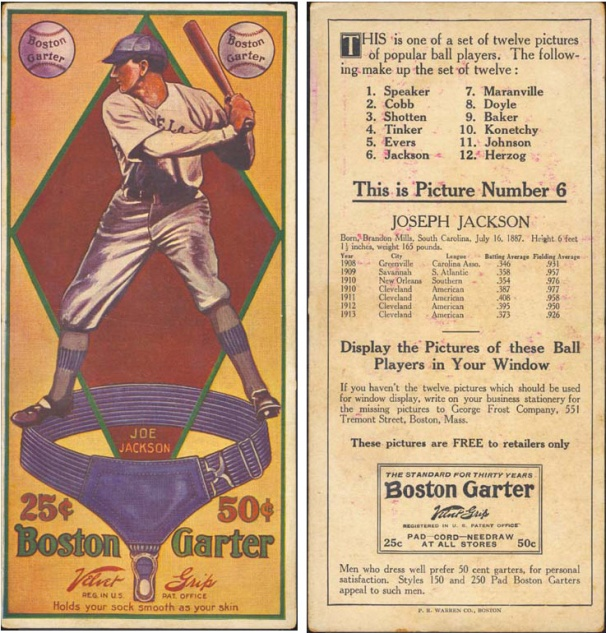 Boston
Garter
Boston
Garter
JOE
JACKSON
25¢ 50¢
Boston Garter
Velvet Grip
REG. IN U.S. PAT. OFFICE
Holds your sock smooth as your skin
THIS is one of a set of twelve pictures
of popular ball players. The follow-
ing make up the set of twelve:
1. Speaker 7. Maranville
2. Cobb 8. Doyle
3. Shotten 9. Baker
4. Tinker 10. Konetchy
5. Evers 11. Johnson
6. Jackson 12. Herzog
This is Picture Number 6
JOSEPH JACKSON
Born, Brandon Mills, South Carolina, July 16, 1887. Height 6 feet
1½ inches, weight 165 pounds.
Year City League Batting Average Fielding Average
1908 Greenville Carolina Assn. .346 .931
1909 Savannah S. Atlantic .358 .957
1910 New Orleans Southern .354 .976
1910 Cleveland American .387 .977
1911 Cleveland American .408 .958
1912 Cleveland American .395 .950
1913 Cleveland American .373 .926
Display the Pictures of these Ball
Players in Your Window
If you haven't the twelve pictures which should be used
for window display, write on your business stationery for
the missing pictures to George Frost Company, 551
Tremont Street, Boston, Mass.
These pictures are FREE to retailers only
THE STANDARD FOR THIRTY YEARS
Boston Garter
Velvet Grip
REGISTERED IN U. S. PATENT OFFICE
PAD-CORD-NEEDRAW
25c AT ALL STORES 50c
Men who dress well prefer 50 cent garters, for personal
satisfaction. Styles 150 and 250 Pad Boston Garters
appeal to such men.